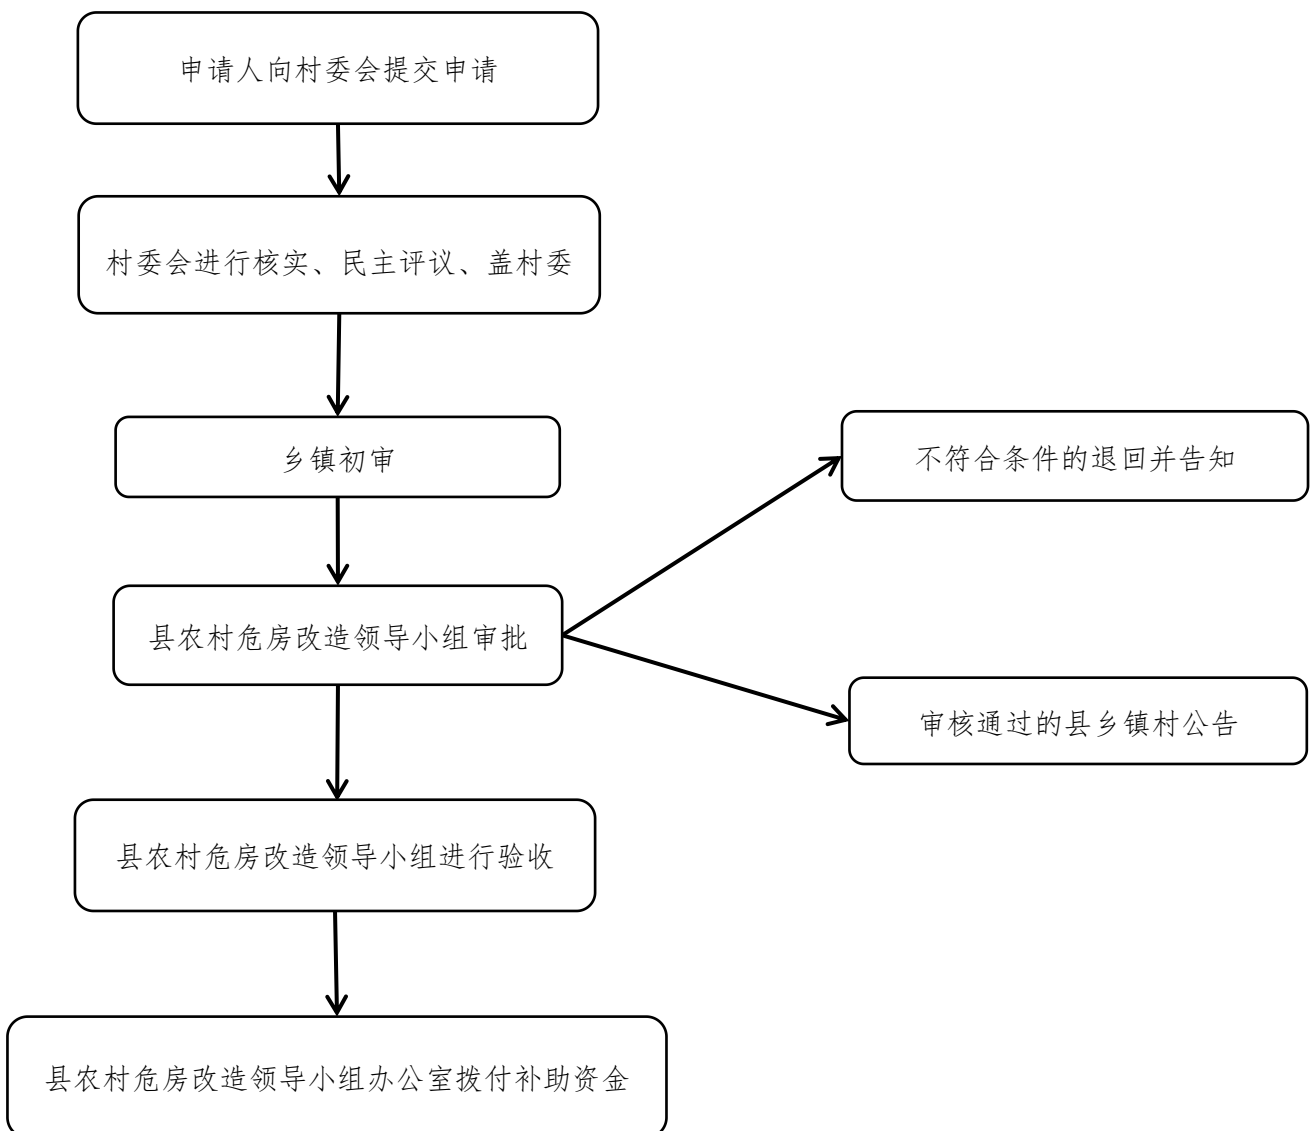 申请人向村委会提交申请
村委会进行核实、民主评议、盖村委
乡镇初审
不符合条件的退回并告知
县农村危房改造领导小组审批
审核通过的县乡镇村公告
县农村危房改造领导小组进行验收
县农村危房改造领导小组办公室拨付补助资金